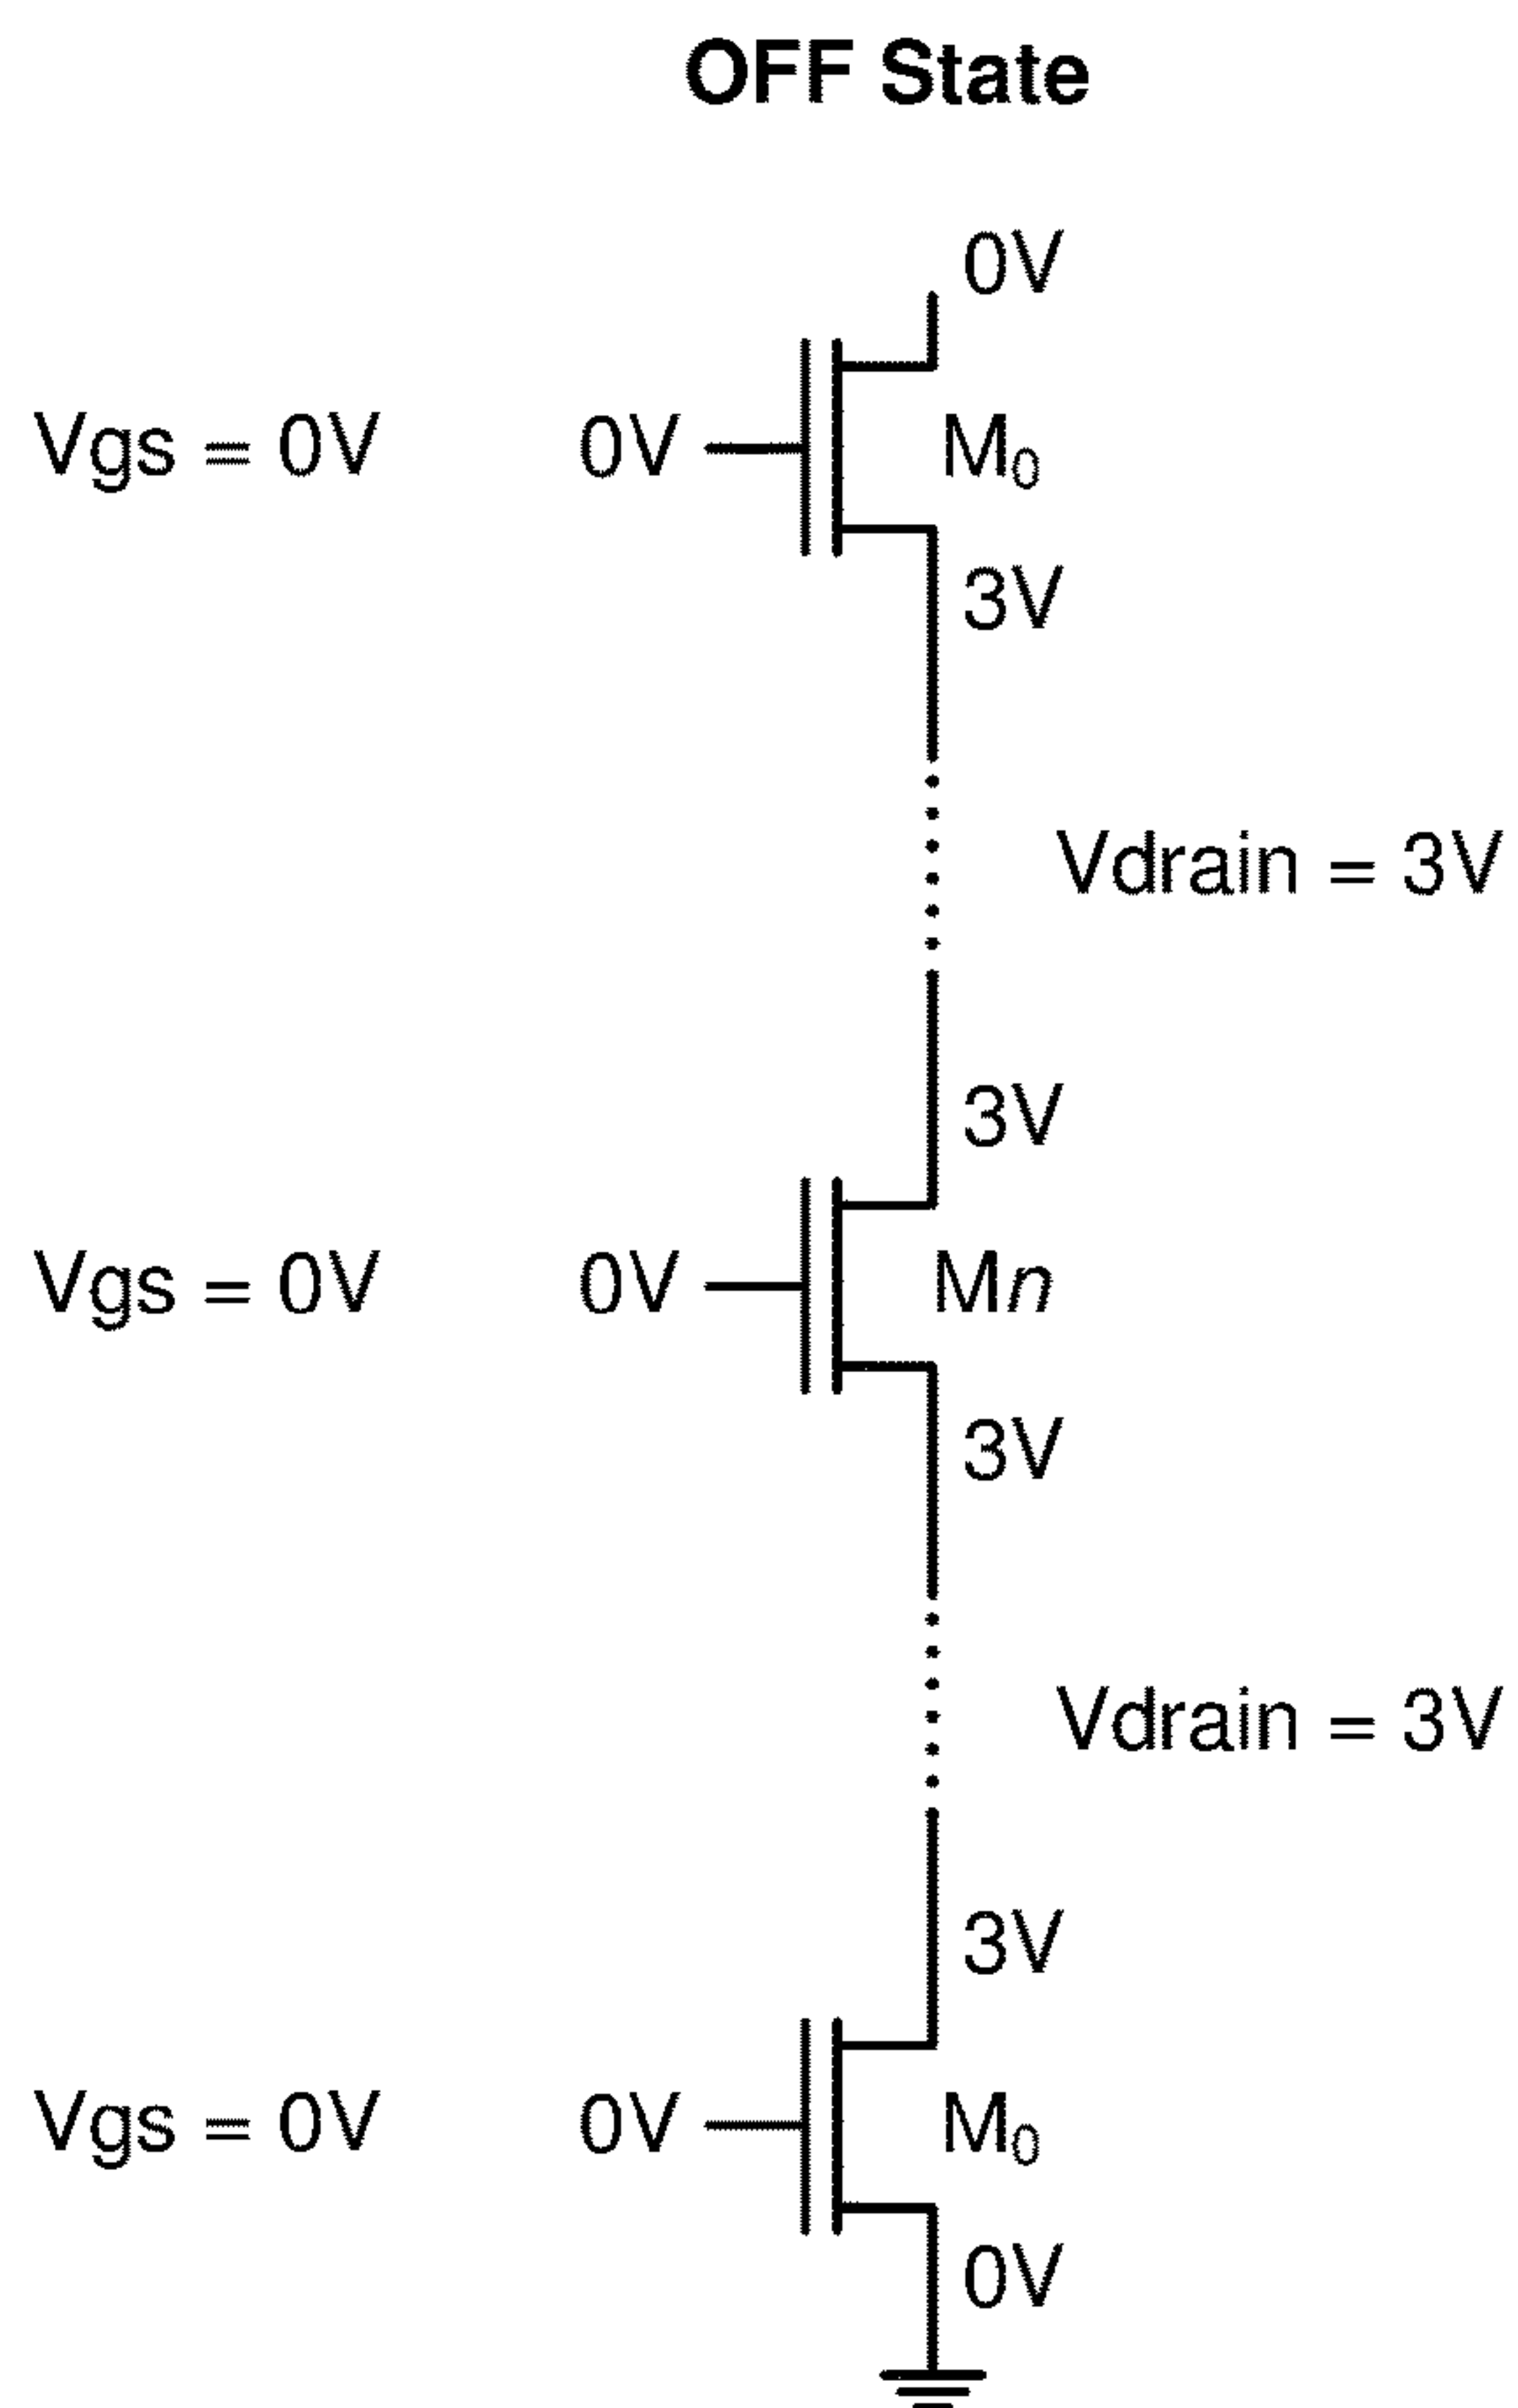 OFF State
0V
Vgs = 0V 0V M₀
3V
Vdrain = 3V
3V
Vgs = 0V 0V Mn
3V
Vdrain = 3V
3V
Vgs = 0V 0V M₀
0V